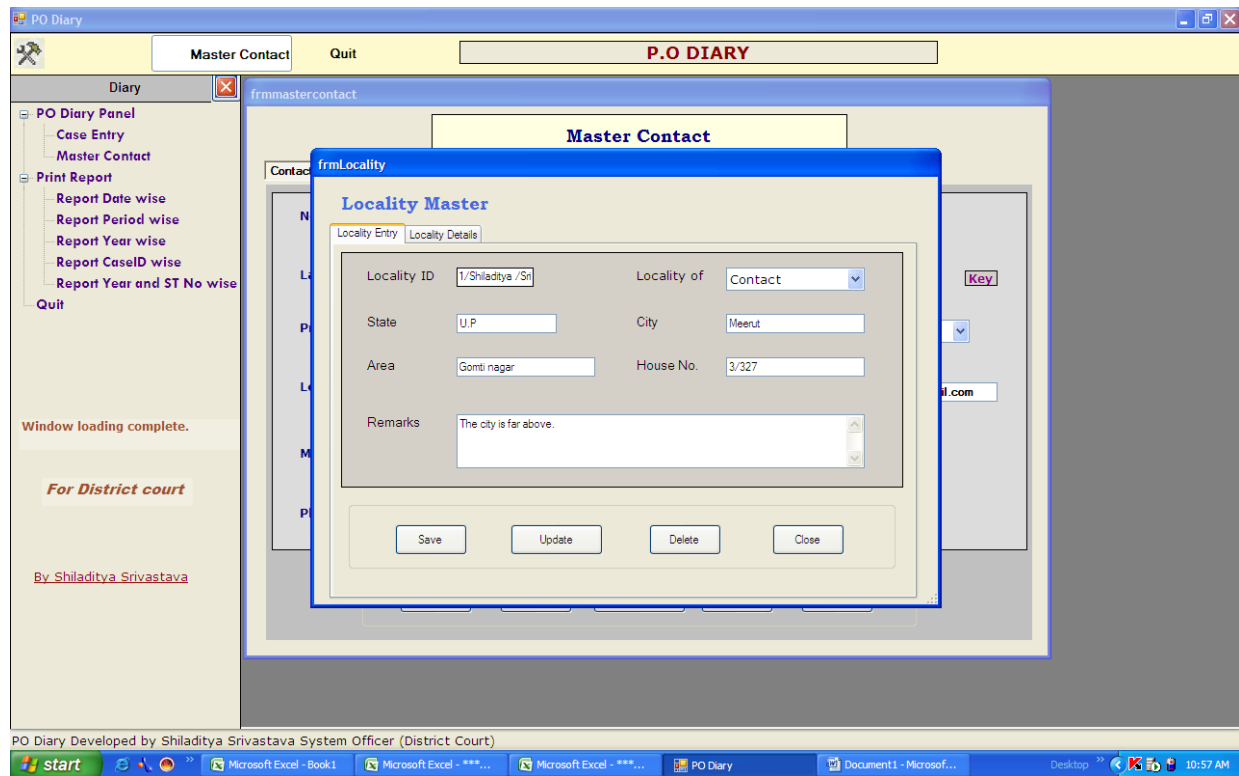 PO Diary
Master Contact Quit P.O DIARY
Diary
PO Diary Panel
Case Entry
Master Contact
Print Report
Report Date wise
Report Period wise
Report Year wise
Report CaseID wise
Report Year and ST No wise
Quit
Window loading complete.
For District court
By Shiladitya Srivastava
frmmastercontact
Master Contact
Key
il.com
frmLocality
Locality Master
Locality Entry Locality Details
Locality ID 1/Shiladitya /Sri Locality of Contact
State U.P City Meerut
Area Gomti nagar House No. 3/327
Remarks The city is far above.
Save Update Delete Close
PO Diary Developed by Shiladitya Srivastava System Officer (District Court)
start Microsoft Excel - Book1 Microsoft Excel - ***... Microsoft Excel - ***... PO Diary Document1 - Microsof... Desktop 10:57 AM